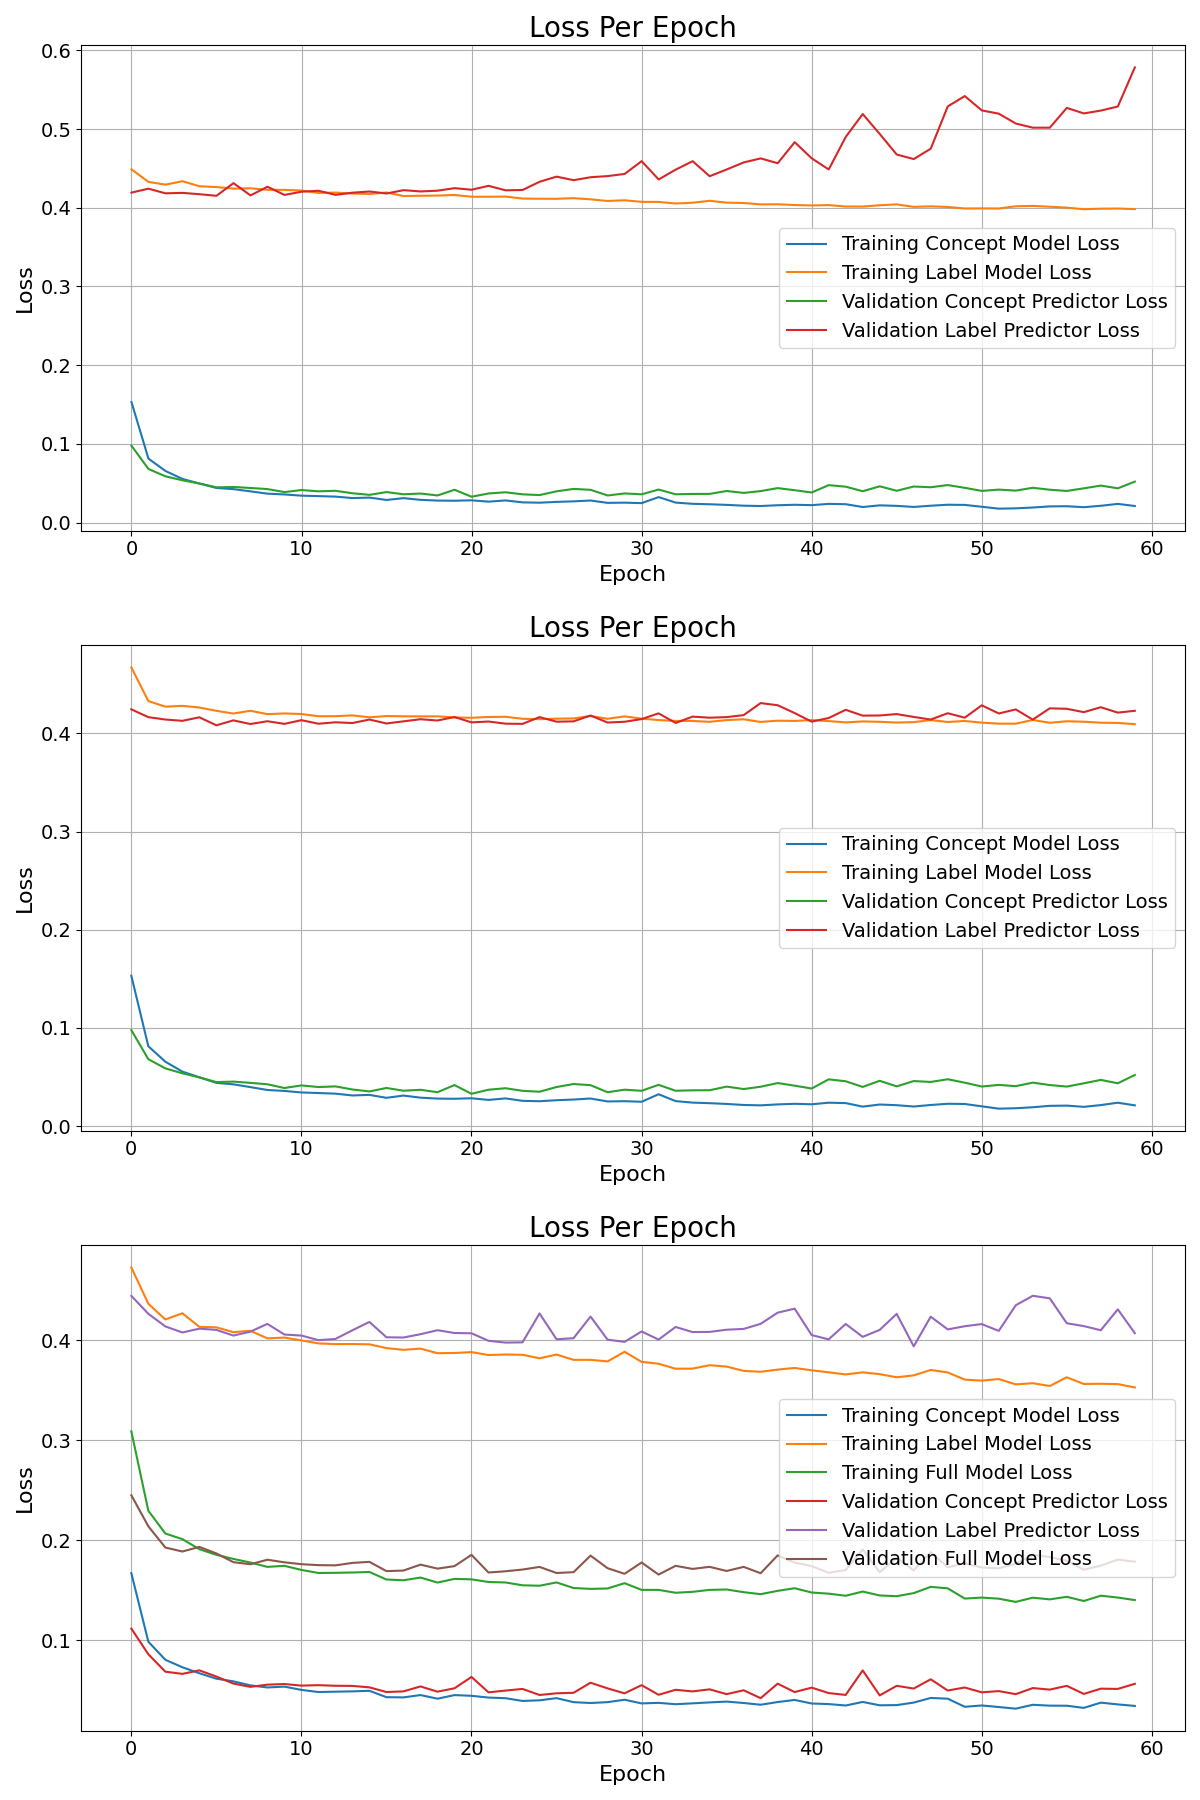 Loss Per Epoch
0.6
0.5
0.4
0.3
0.2
0.1
0.0
Loss
Training Concept Model Loss
Training Label Model Loss
Validation Concept Predictor Loss
Validation Label Predictor Loss
0 10 20 30 40 50 60
Epoch
Loss Per Epoch
0.4
0.3
0.2
0.1
0.0
Loss
Training Concept Model Loss
Training Label Model Loss
Validation Concept Predictor Loss
Validation Label Predictor Loss
0 10 20 30 40 50 60
Epoch
Loss Per Epoch
0.4
0.3
0.2
0.1
Loss
Training Concept Model Loss
Training Label Model Loss
Training Full Model Loss
Validation Concept Predictor Loss
Validation Label Predictor Loss
Validation Full Model Loss
0 10 20 30 40 50 60
Epoch